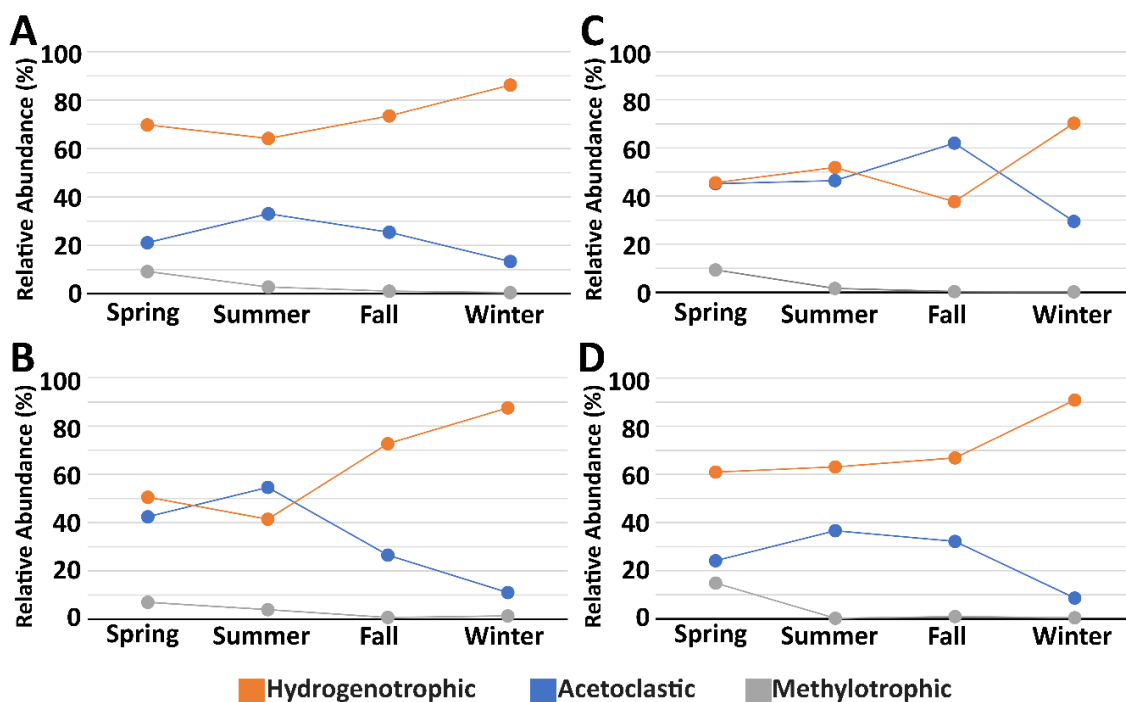 A
Relative Abundance (%)
100
80
60
40
20
0
Spring Summer Fall Winter
C
Relative Abundance (%)
100
80
60
40
20
0
Spring Summer Fall Winter
B
Relative Abundance (%)
100
80
60
40
20
0
Spring Summer Fall Winter
D
Relative Abundance (%)
100
80
60
40
20
0
Spring Summer Fall Winter
Hydrogenotrophic Acetoclastic Methylotrophic